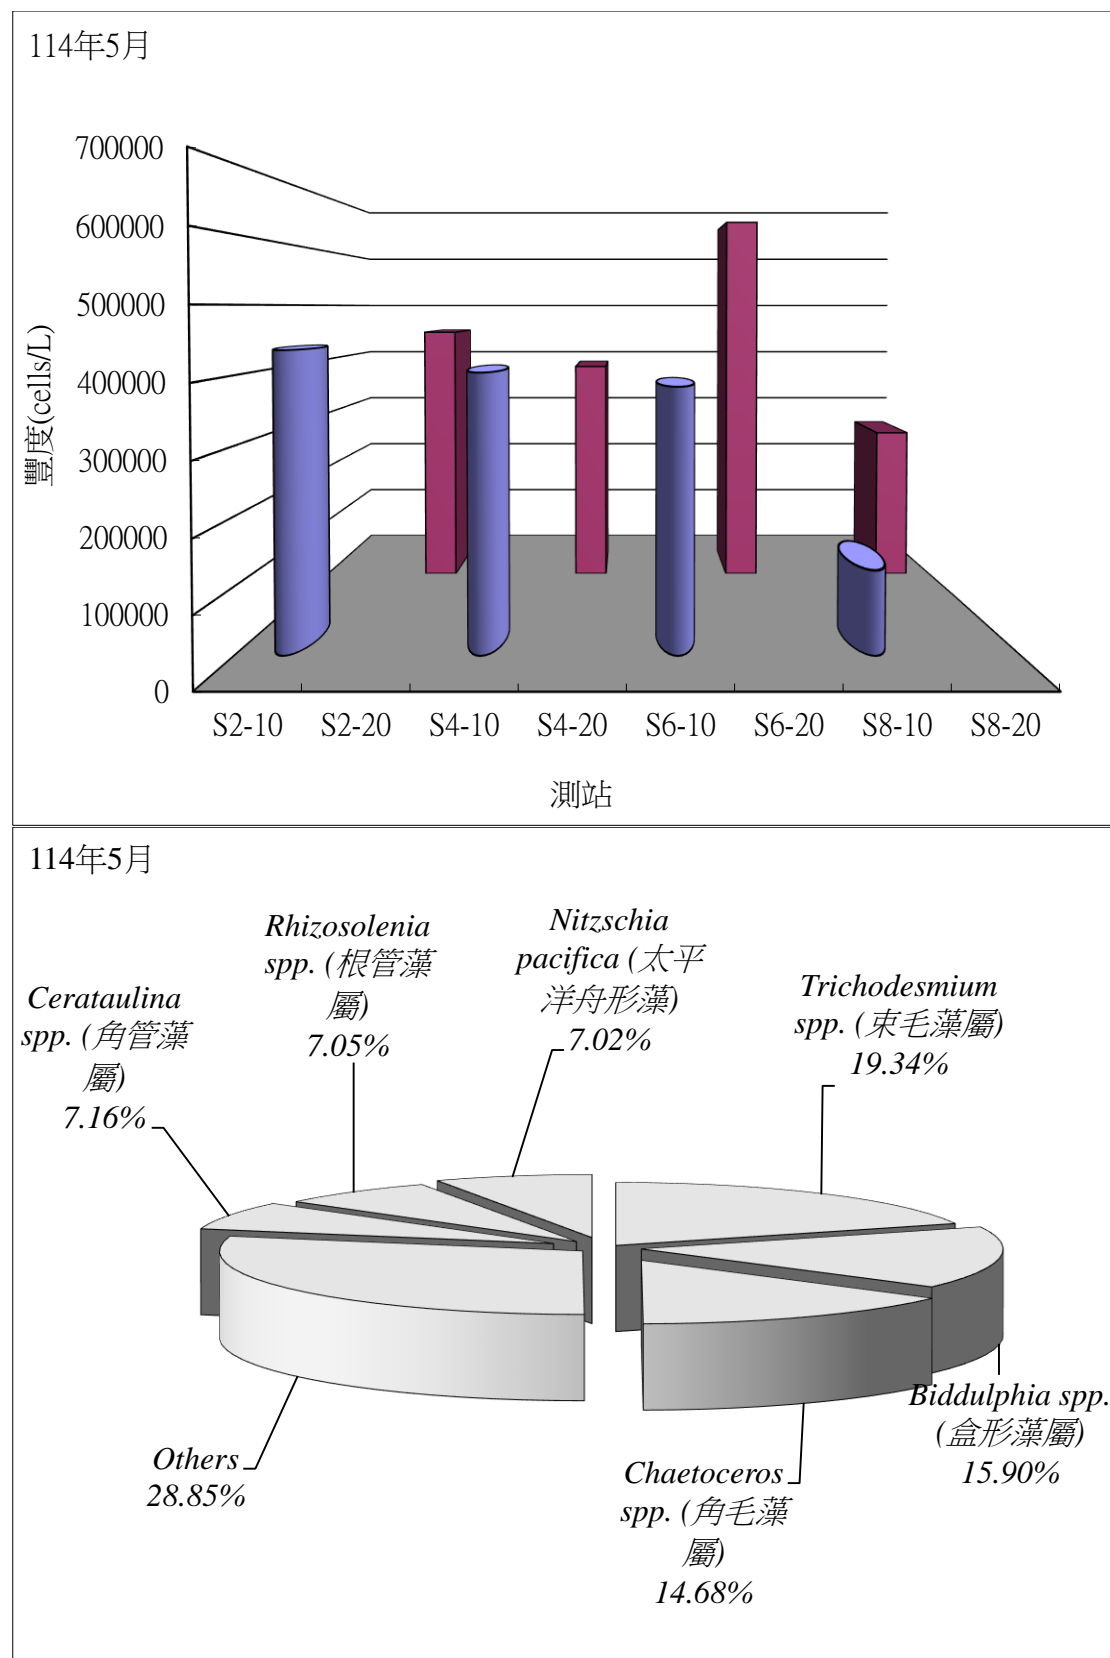 114年5月
700000
600000
500000
400000
300000
200000
100000
0
豐度(cells/L)
S2-10 S2-20 S4-10 S4-20 S6-10 S6-20 S8-10 S8-20
測站
114年5月
Rhizosolenia
spp. (根管藻
屬)
7.05%
Nitzschia
pacifica (太平
洋舟形藻)
7.02%
Trichodesmium
spp. (束毛藻屬)
19.34%
Cerataulina
spp. (角管藻
屬)
7.16%
Biddulphia spp.
(盒形藻屬)
15.90%
Others
28.85%
Chaetoceros
spp. (角毛藻
屬)
14.68%